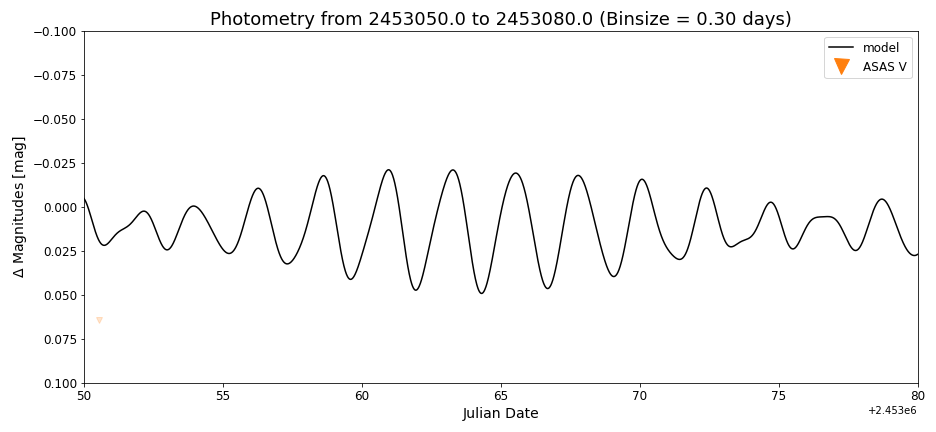 Photometry from 2453050.0 to 2453080.0 (Binsize = 0.30 days)
−0.100
−0.075
−0.050
−0.025
0.000
0.025
0.050
0.075
0.100
Δ Magnitudes [mag]
model
ASAS V
50
55
60
65
70
75
80
+2.453e6
Julian Date